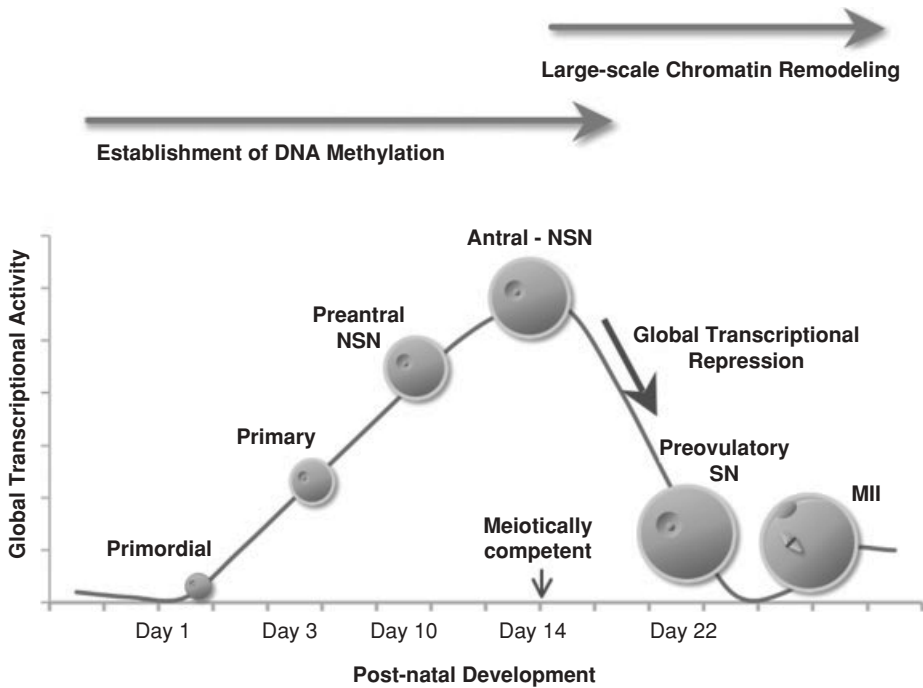 Large-scale Chromatin Remodeling
Establishment of DNA Methylation
Global Transcriptional Activity
Antral - NSN
Preantral
NSN
Global Transcriptional
Repression
Primary
Preovulatory
SN
MII
Primordial
Meiotically
competent
Day 1
Day 3
Day 10
Day 14
Day 22
Post-natal Development